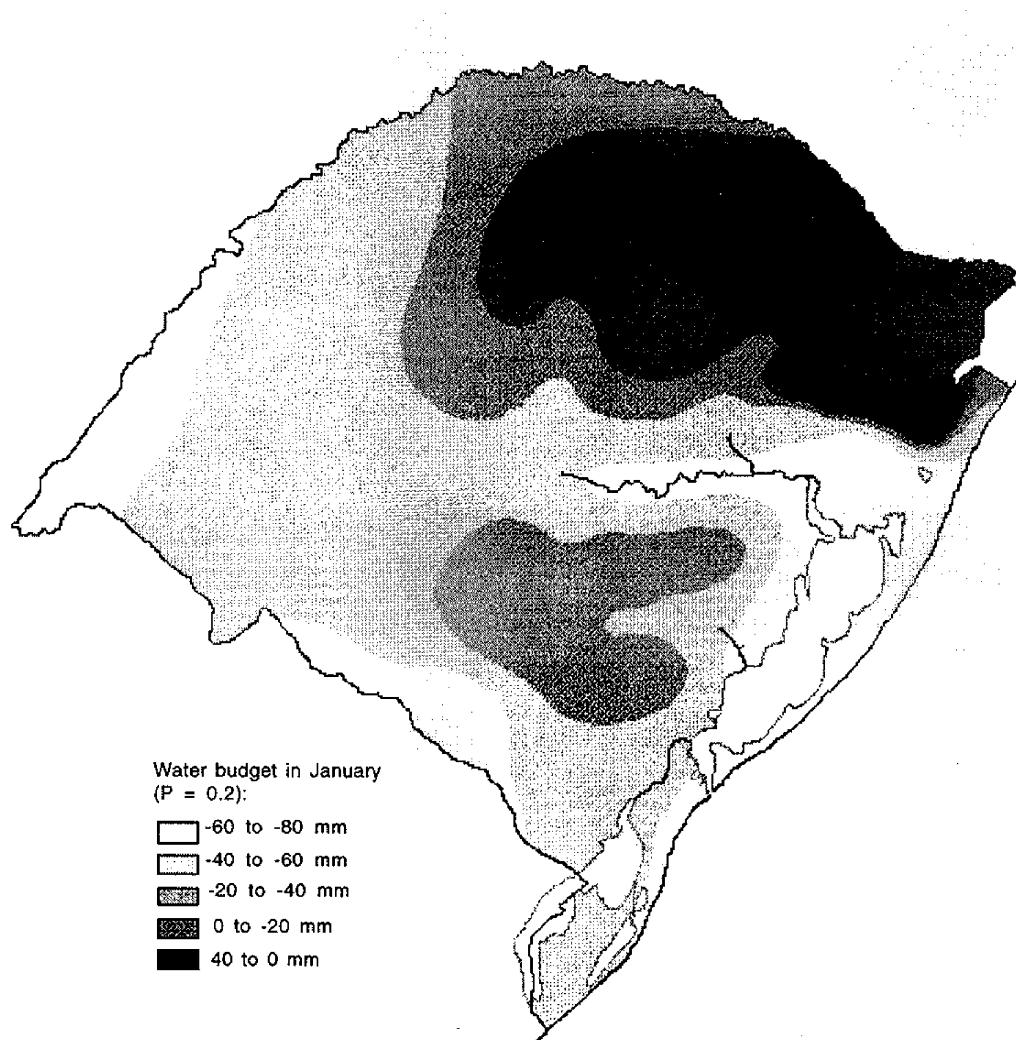 Water budget in January
(P = 0.2):
-60 to -80 mm
-40 to -60 mm
-20 to -40 mm
0 to -20 mm
40 to 0 mm